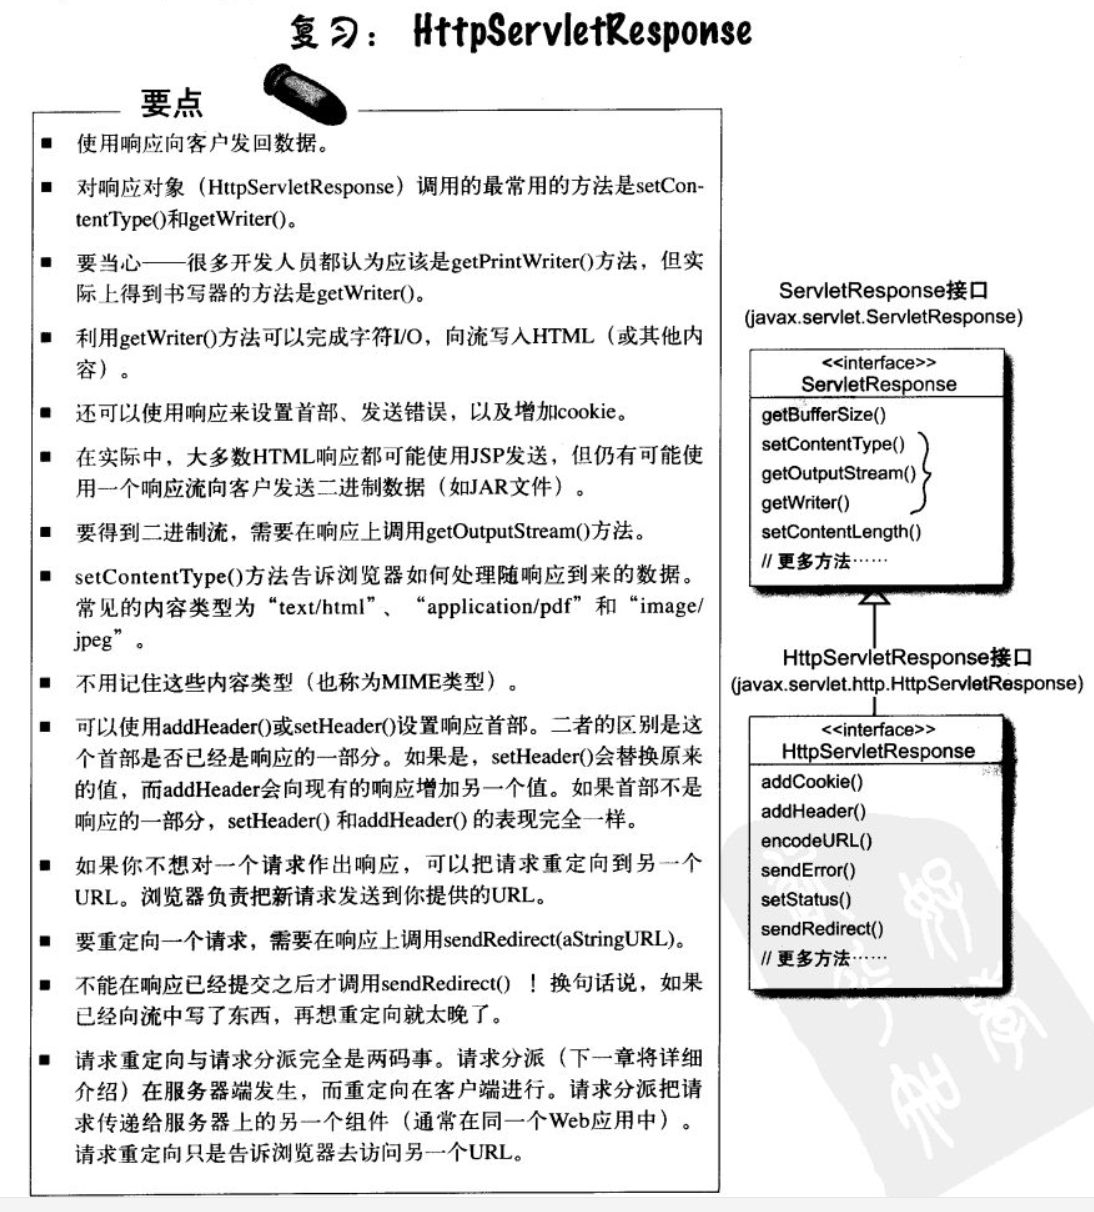 复习： HttpServletResponse
要点
■ 使用响应向客户发回数据。
■ 对响应对象（HttpServletResponse）调用的最常用的方法是setCon-
tentType()和getWriter()。
■ 要当心——很多开发人员都认为应该是getPrintWriter()方法，但实
际上得到书写器的方法是getWriter()。
■ 利用getWriter()方法可以完成字符I/O，向流写入HTML（或其他内
容）。
■ 还可以使用响应来设置首部、发送错误，以及增加cookie。
■ 在实际中，大多数HTML响应都可能使用JSP发送，但仍有可能使
用一个响应流向客户发送二进制数据（如JAR文件）。
■ 要得到二进制流，需要在响应上调用getOutputStream()方法。
■ setContentType()方法告诉浏览器如何处理随响应到来的数据。
常见的内容类型为“text/html”、“application/pdf”和“image/
jpeg”。
■ 不用记住这些内容类型（也称为MIME类型）。
■ 可以使用addHeader()或setHeader()设置响应首部。二者的区别是这
个首部是否已经是响应的一部分。如果是，setHeader()会替换原来
的值，而addHeader会向现有的响应增加另一个值。如果首部不是
响应的一部分，setHeader() 和addHeader() 的表现完全一样。
■ 如果你不想对一个请求作出响应，可以把请求重定向到另一个
URL。浏览器负责把新请求发送到你提供的URL。
■ 要重定向一个请求，需要在响应上调用sendRedirect(aStringURL)。
■ 不能在响应已经提交之后才调用sendRedirect() ！换句话说，如果
已经向流中写了东西，再想重定向就太晚了。
■ 请求重定向与请求分派完全是两码事。请求分派（下一章将详细
介绍）在服务器端发生，而重定向在客户端进行。请求分派把请
求传递给服务器上的另一个组件（通常在同一个Web应用中）。
请求重定向只是告诉浏览器去访问另一个URL。
ServletResponse接口
(javax.servlet.ServletResponse)
<<interface>>
ServletResponse
getBufferSize()
setContentType()
getOutputStream()
getWriter()
setContentLength()
// 更多方法……
HttpServletResponse接口
(javax.servlet.http.HttpServletResponse)
<<interface>>
HttpServletResponse
addCookie()
addHeader()
encodeURL()
sendError()
setStatus()
sendRedirect()
// 更多方法……